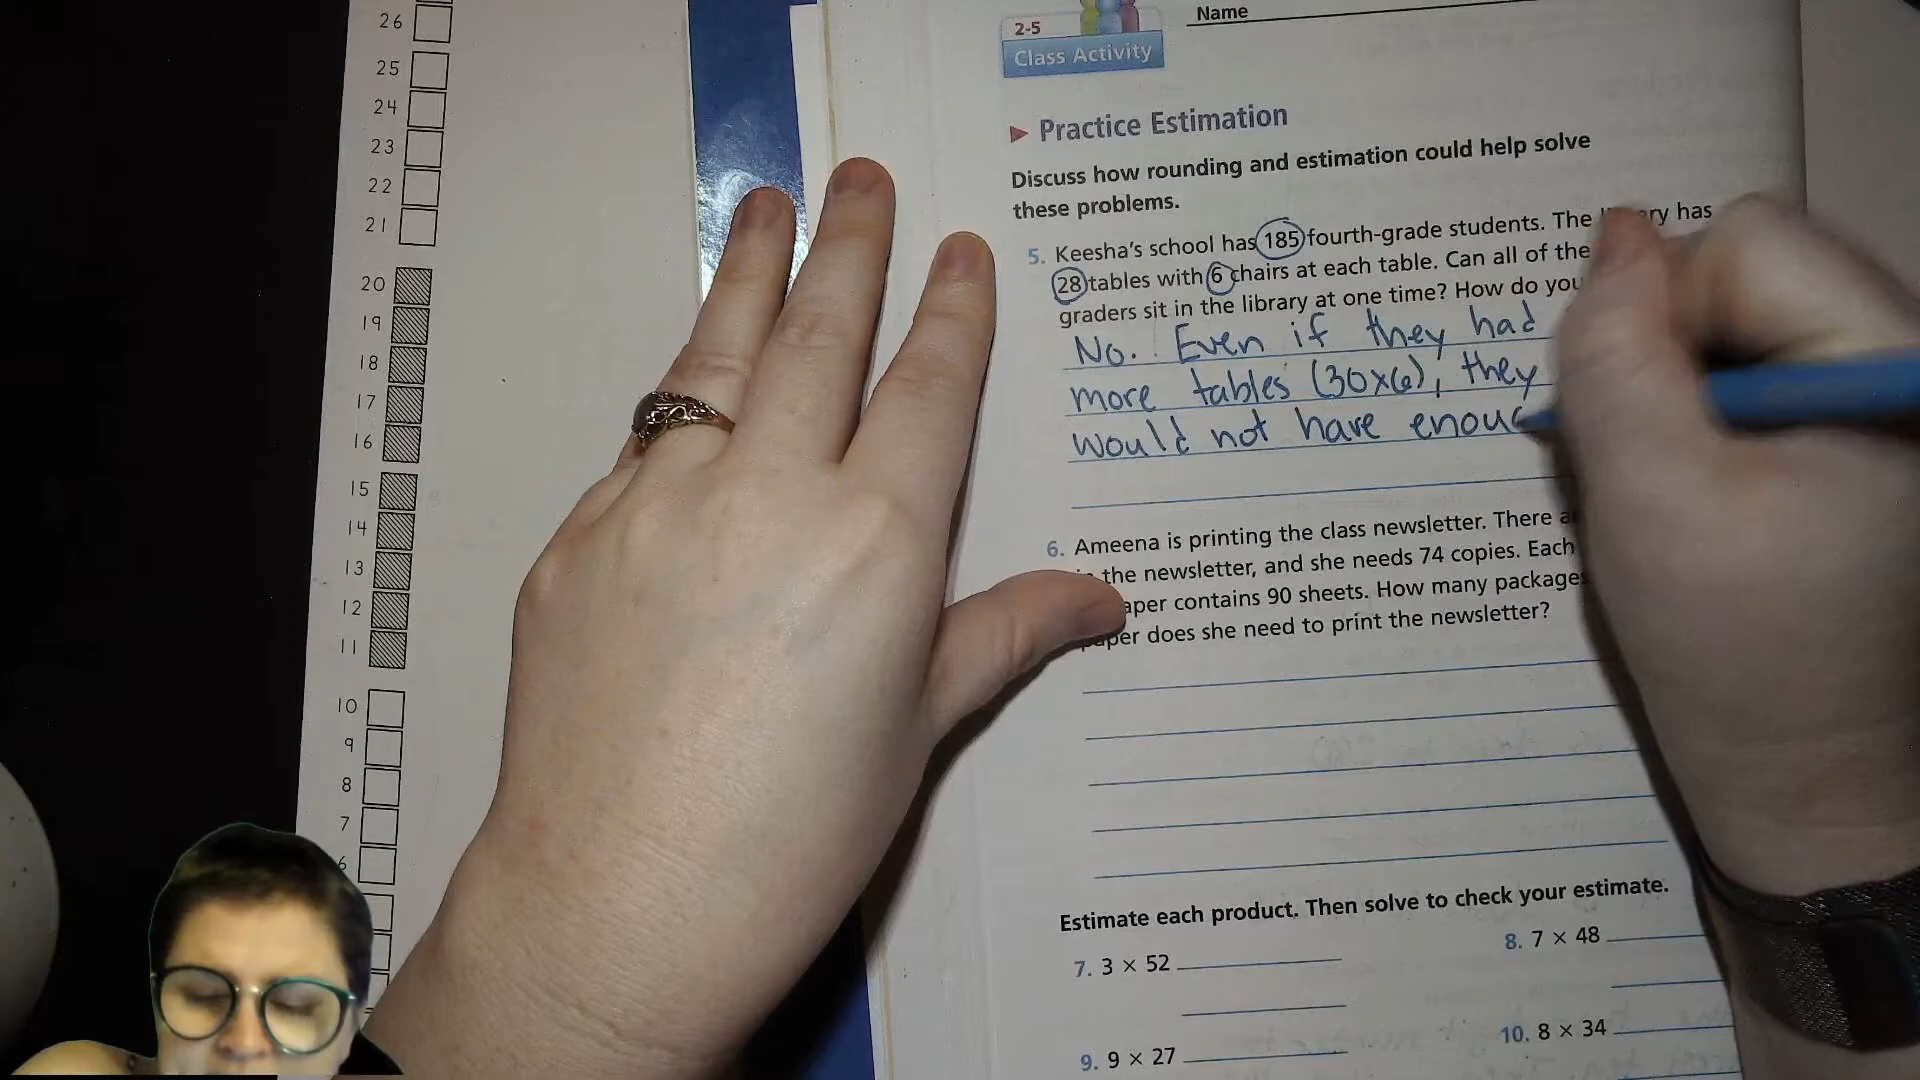 26
25
24
23
22
21
20
19
18
17
16
15
14
13
12
11
10
9
8
7
6
2-5
Class Activity
Name
Practice Estimation
Discuss how rounding and estimation could help solve
these problems.
5. Keesha's school has 185 fourth-grade students. The has
28 tables with 6 chairs at each table. Can all of the
graders sit in the library at one time? How do you
No. Even if they had
more tables (30x6), they
would not have
6. Ameena is printing the class newsletter. There
the newsletter, and she needs 74 copies. Each
contains 90 sheets. How many packages
does she need to print the newsletter?
Estimate each product. Then solve to check your estimate.
7. 3 × 52
8. 7 × 48
9. 9 × 27
10. 8 × 34